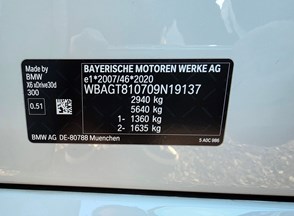 Made by
BMW
X6 xDrive30d
300
0.51
BAYERISCHE MOTOREN WERKE AG
e1*2007/46*2020
WBAGT810709N19137
2940 kg
5640 kg
1- 1360 kg
2- 1635 kg
BMW AG DE-80788 Muenchen